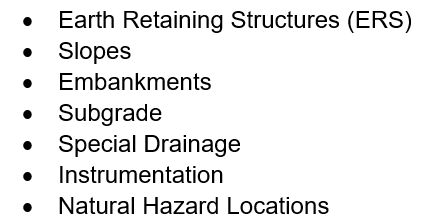 • Earth Retaining Structures (ERS)
• Slopes
• Embankments
• Subgrade
• Special Drainage
• Instrumentation
• Natural Hazard Locations